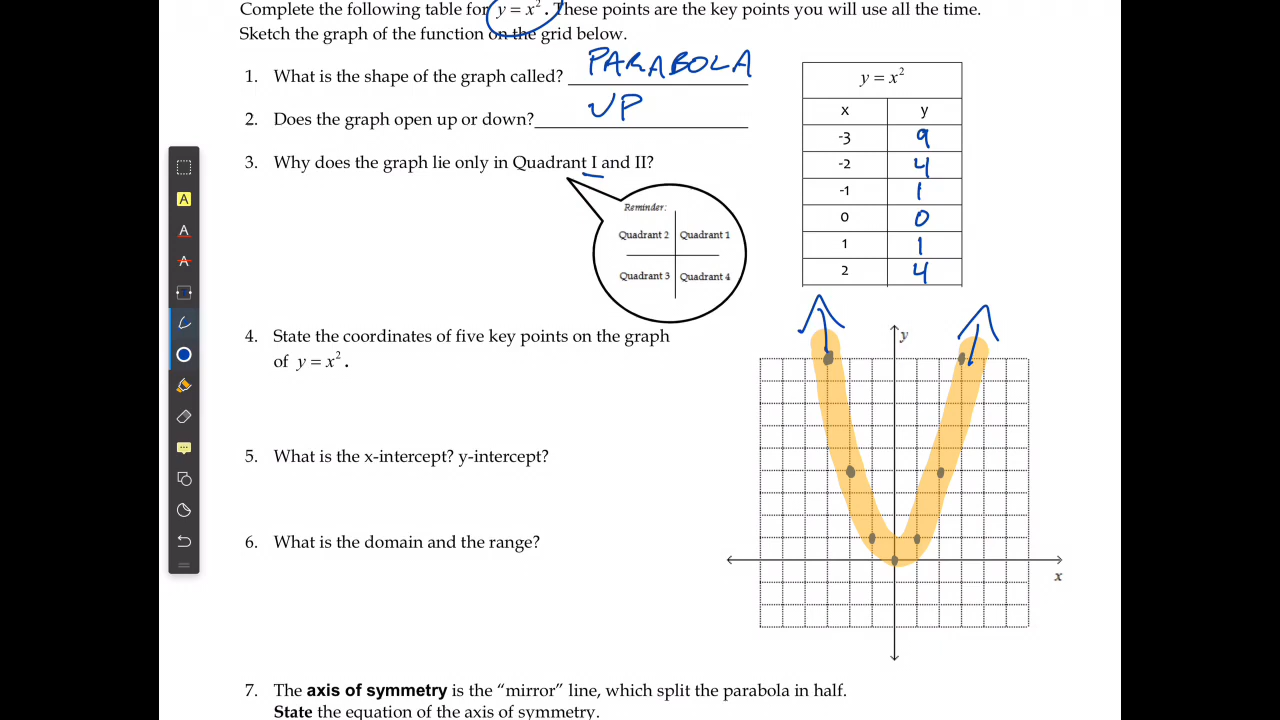 Complete the following table for y = x². These points are the key points you will use all the time.
Sketch the graph of the function on the grid below.
1. What is the shape of the graph called? PARABOLA
2. Does the graph open up or down? UP
3. Why does the graph lie only in Quadrant I and II?
Reminder:
Quadrant 2 Quadrant 1
Quadrant 3 Quadrant 4
y = x²
x y
-3 9
-2 4
-1 1
0 0
1 1
2 4
4. State the coordinates of five key points on the graph
of y = x².
5. What is the x-intercept? y-intercept?
6. What is the domain and the range?
y
x
7. The axis of symmetry is the “mirror” line, which split the parabola in half.
State the equation of the axis of symmetry.
A
A
A